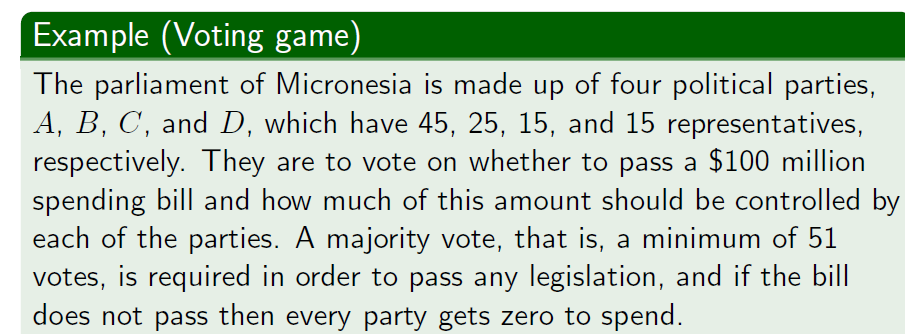 Example (Voting game)
The parliament of Micronesia is made up of four political parties,
A, B, C, and D, which have 45, 25, 15, and 15 representatives,
respectively. They are to vote on whether to pass a $100 million
spending bill and how much of this amount should be controlled by
each of the parties. A majority vote, that is, a minimum of 51
votes, is required in order to pass any legislation, and if the bill
does not pass then every party gets zero to spend.